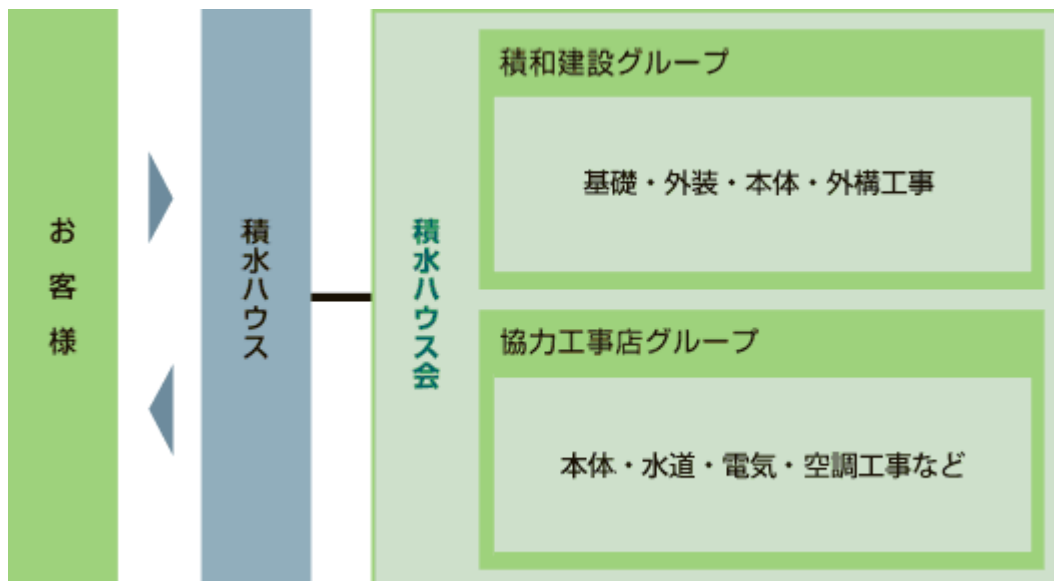 お客様
積水ハウス
積水ハウス会
積和建設グループ
基礎・外装・本体・外構工事
協力工事店グループ
本体・水道・電気・空調工事など